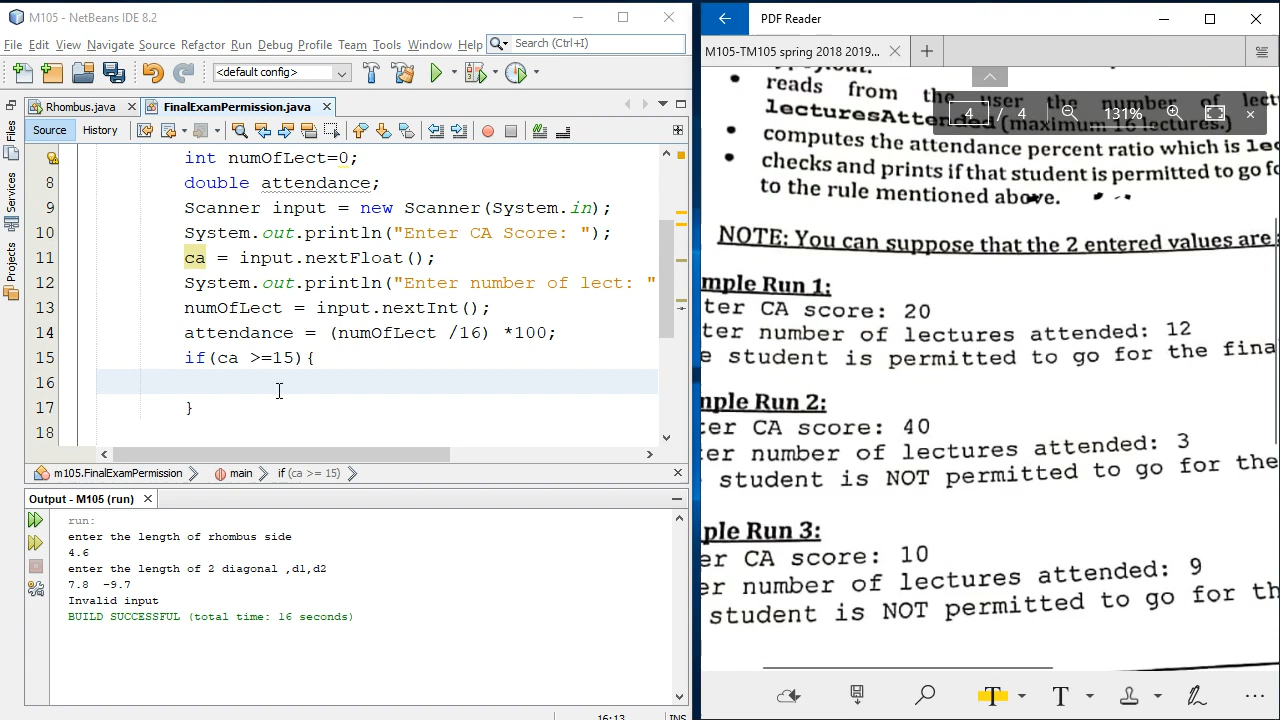 M105 - NetBeans IDE 8.2
File Edit View Navigate Source Refactor Run Debug Profile Team Tools Window Help
Search (Ctrl+I)
<default config>
Rhombus.java
FinalExamPermission.java
Source History
Files
Services
Projects
int numOfLect=0;
8 double attendance;
9 Scanner input = new Scanner(System.in);
10 System.out.println("Enter CA Score: ");
11 ca = input.nextFloat();
12 System.out.println("Enter number of lect: "
13 numOfLect = input.nextInt();
14 attendance = (numOfLect /16) *100;
15 if(ca >=15){
16
17 }
18
m105.FinalExamPermission main if (ca >= 15)
Output - M105 (run)
run:
enter the length of rhombus side
4.6
enter the length of 2 diagonal ,d1,d2
7.8 -9.7
Invalid input
BUILD SUCCESSFUL (total time: 16 seconds)
16:13 INS
PDF Reader
M105-TM105 spring 2018 2019...
4 / 4 131%
reads from the user the number of lect
lecturesAttended (maximum 16 lectures.)
computes the attendance percent ratio which is lec
checks and prints if that student is permitted to go fo
to the rule mentioned above.
NOTE: You can suppose that the 2 entered values are
mple Run 1:
ter CA score: 20
ter number of lectures attended: 12
e student is permitted to go for the fina
mple Run 2:
ter CA score: 40
er number of lectures attended: 3
student is NOT permitted to go for the
ple Run 3:
er CA score: 10
er number of lectures attended: 9
student is NOT permitted to go for th